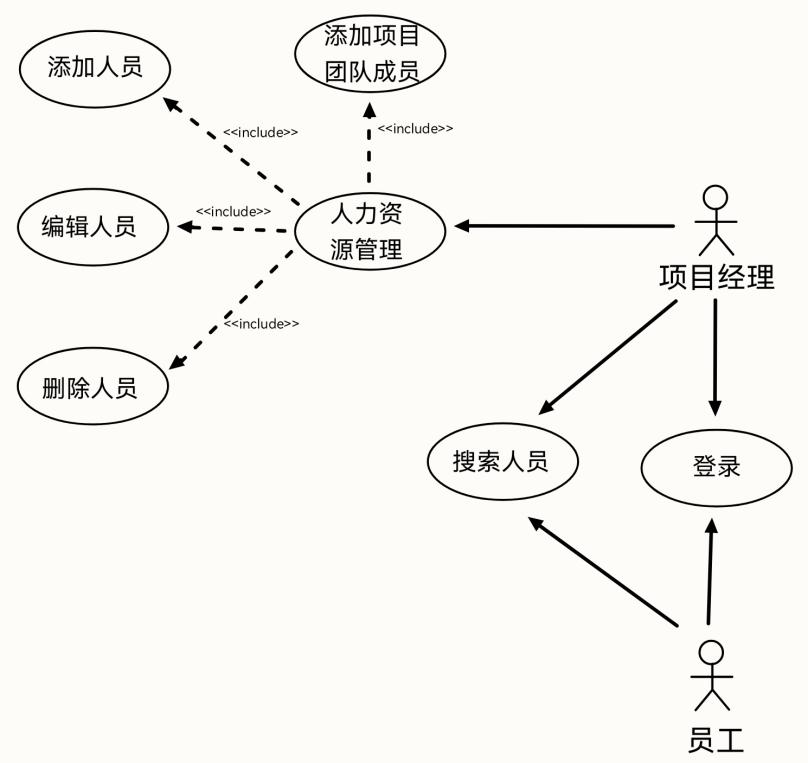 添加项目
团队成员
添加人员
<<include>>
<<include>>
编辑人员
<<include>>
人力资
源管理
项目经理
<<include>>
删除人员
搜索人员
登录
员工